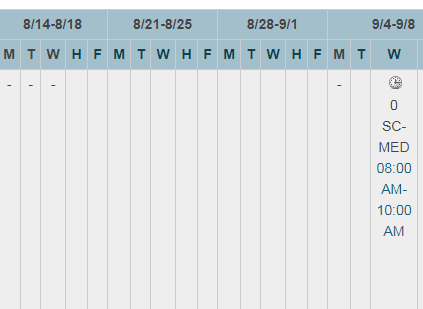 8/14-8/18 8/21-8/25 8/28-9/1 9/4-9/8
M T W H F M T W H F M T W H F M T W
- - - -
0
SC-
MED
08:00
AM-
10:00
AM